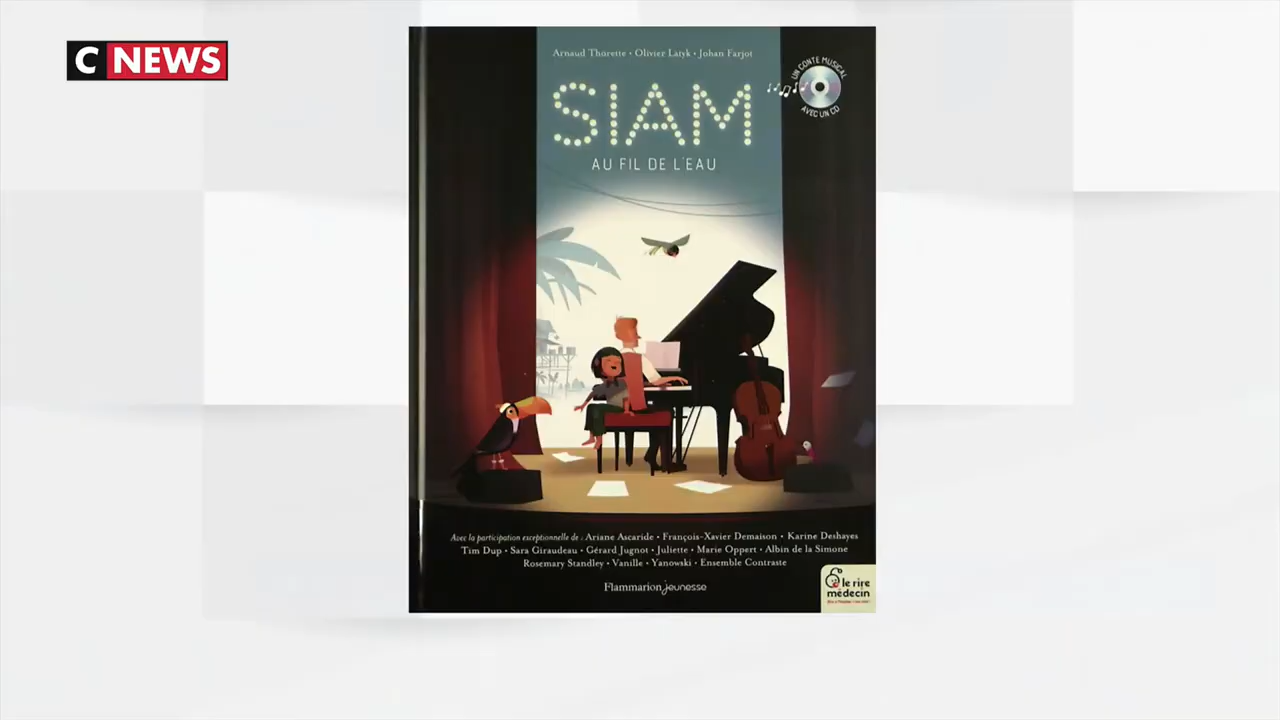 C NEWS
Arnaud Thorette • Olivier Latyk • Johan Farjot
SIAM
AU FIL DE L'EAU
UN CONTE MUSICAL
AVEC UN CD
Avec la participation exceptionnelle de : Ariane Ascaride • François-Xavier Demaison • Karine Deshayes
Tim Dup • Sara Giraudeau • Gérard Jugnot • Juliette • Marie Oppert • Albin de la Simone
Rosemary Standley • Vanille • Yanowski • Ensemble Contraste
Flammarion jeunesse
le rire
médecin